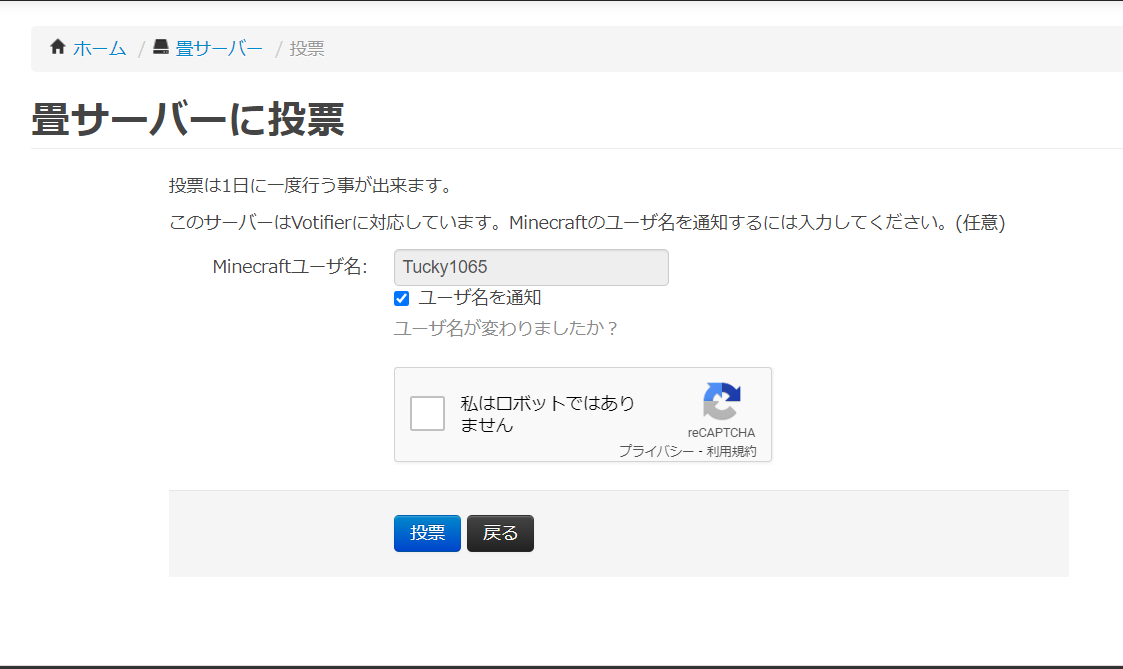 ホーム / 畳サーバー / 投票
畳サーバーに投票
投票は1日に一度行う事が出来ます。
このサーバーはVotifierに対応しています。Minecraftのユーザ名を通知するには入力してください。(任意)
Minecraftユーザ名: Tucky1065
ユーザ名を通知
ユーザ名が変わりましたか？
私はロボットではあり
ません
reCAPTCHA
プライバシー - 利用規約
投票 戻る